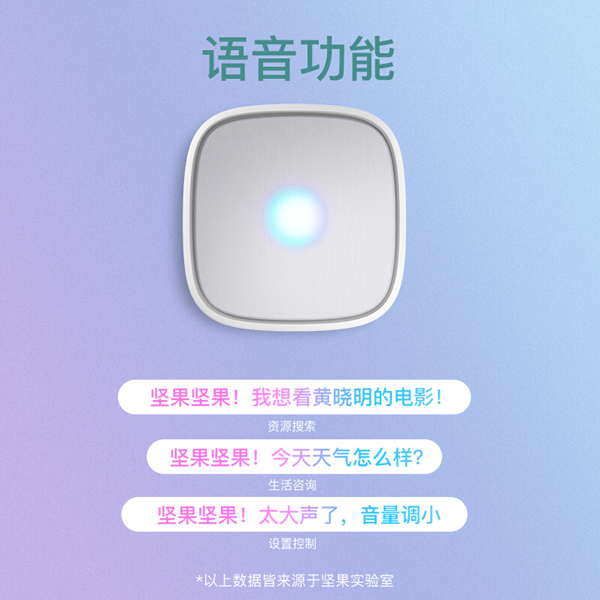 语音功能
坚果坚果！我想看黄晓明的电影！
资源搜索
坚果坚果！今天天气怎么样?
生活咨询
坚果坚果！太大声了，音量调小
设置控制
*以上数据皆来源于坚果实验室